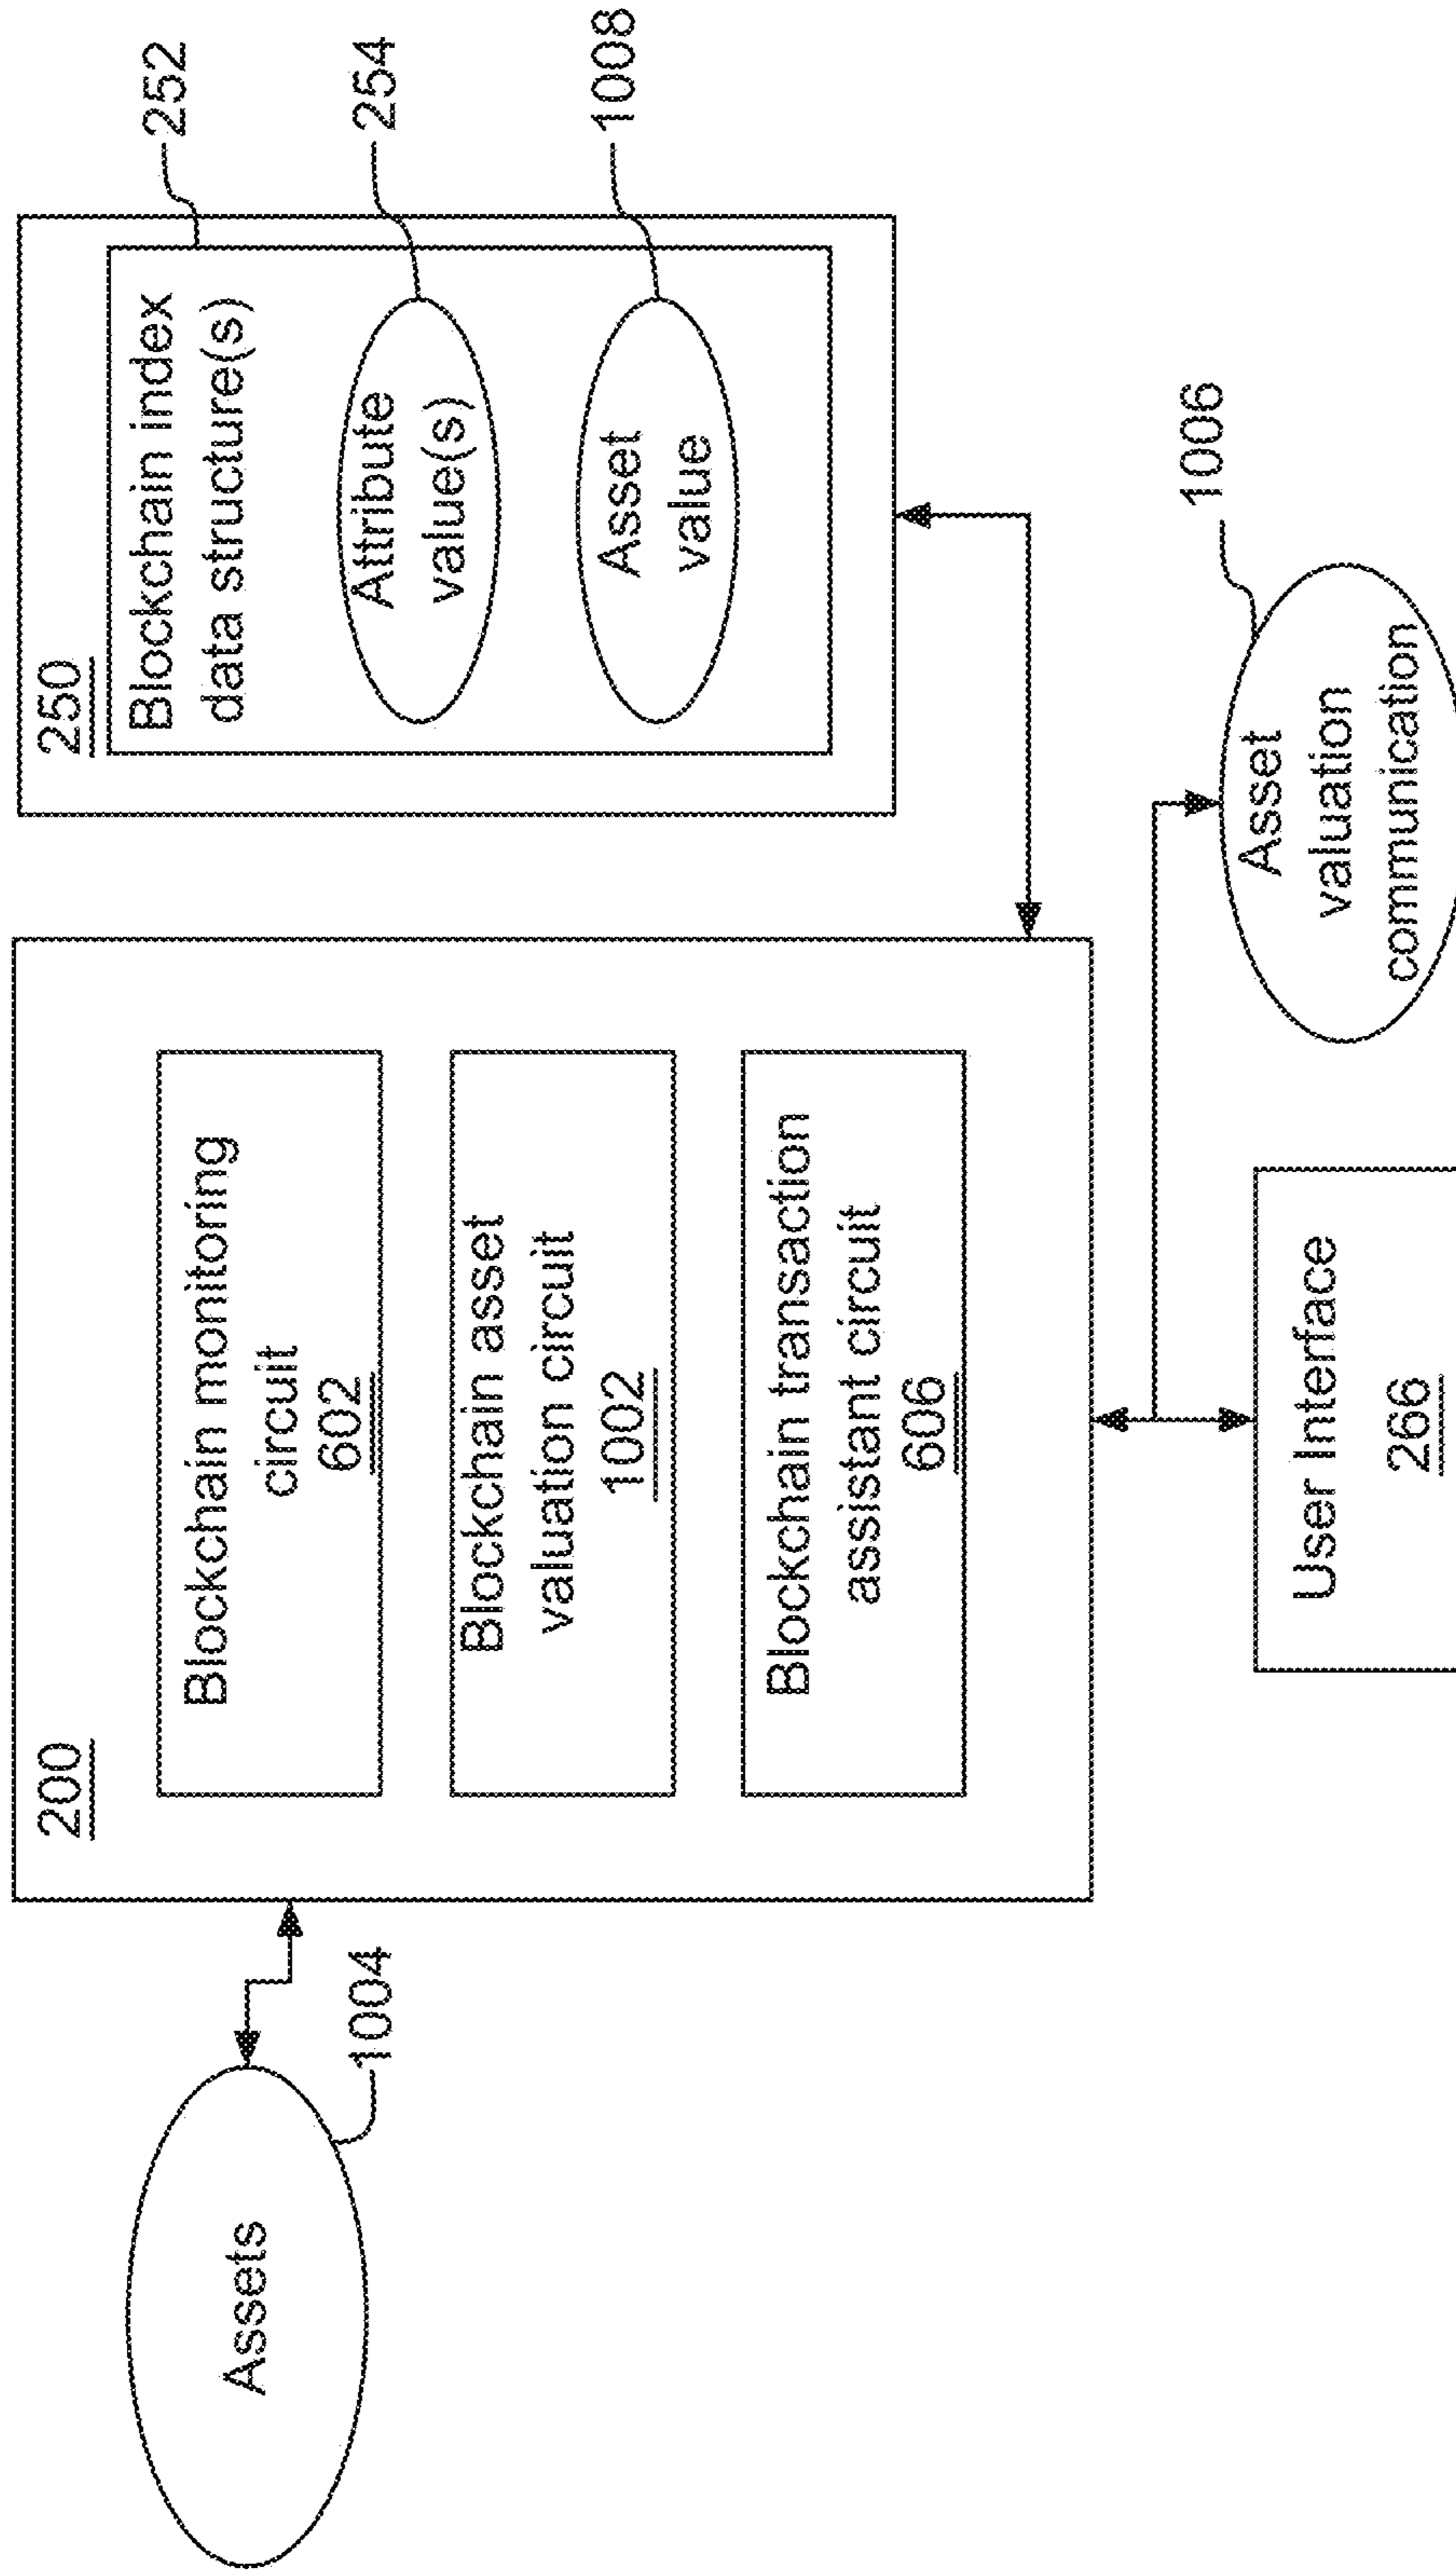 Assets
1004
200
Blockchain monitoring
circuit
602
Blockchain asset
valuation circuit
1002
Blockchain transaction
assistant circuit
606
250
Blockchain index
data structure(s)
252
Attribute
value(s)
254
Asset
value
1008
User Interface
266
Asset
valuation
communication
1006